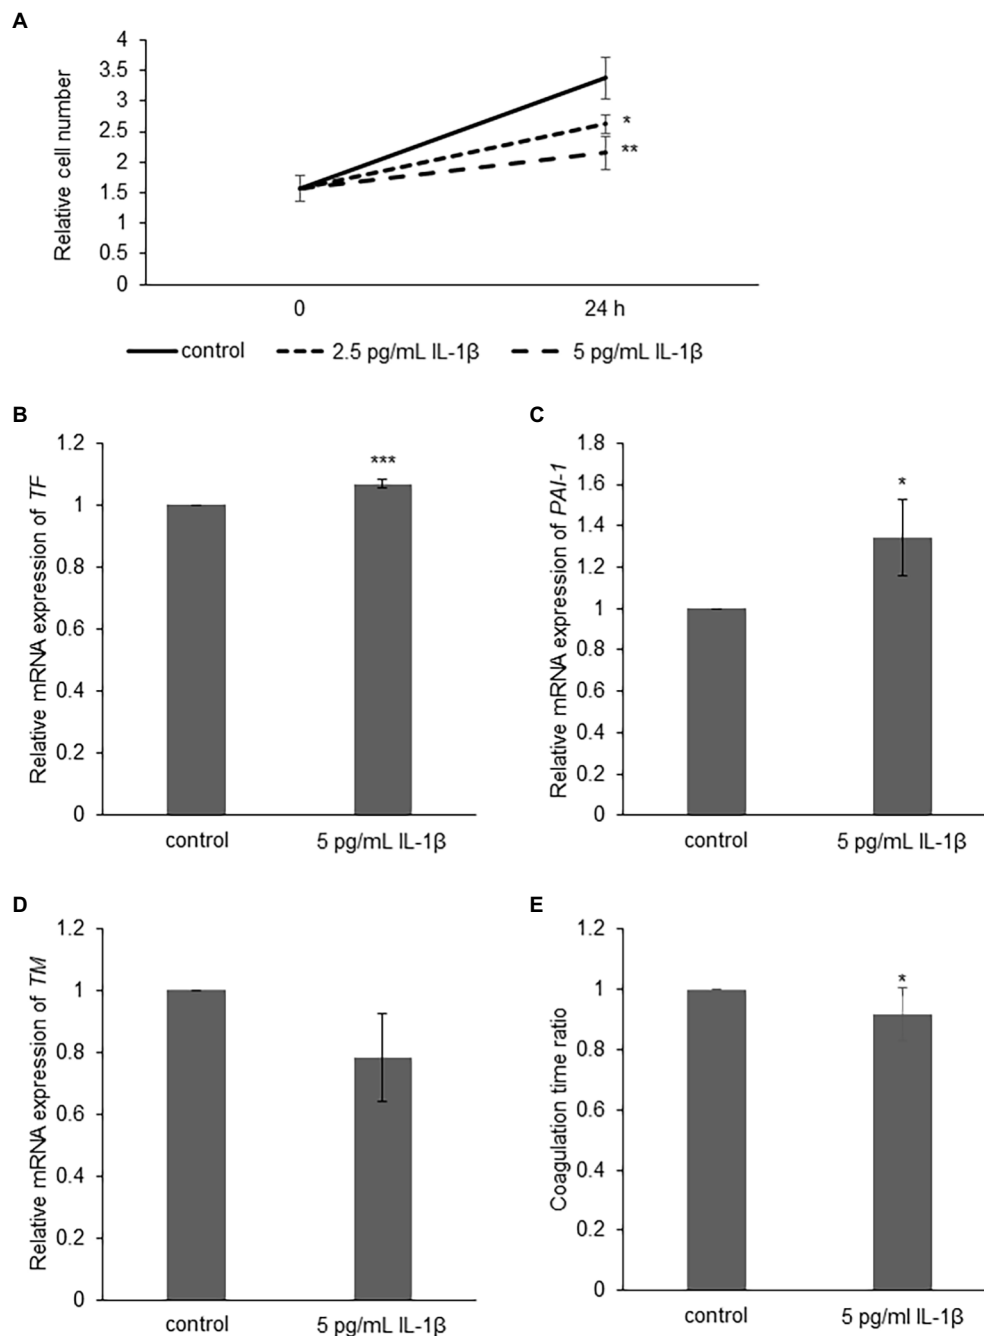 A
Relative cell number
4
3.5
3
2.5
2
1.5
1
0.5
0
*
**
0 24 h
control 2.5 pg/mL IL-1β 5 pg/mL IL-1β
B
Relative mRNA expression of TF
1.2
1
0.8
0.6
0.4
0.2
0
***
control 5 pg/mL IL-1β
C
Relative mRNA expression of PAI-1
1.8
1.6
1.4
1.2
1
0.8
0.6
0.4
0.2
0
*
control 5 pg/mL IL-1β
D
Relative mRNA expression of TM
1.2
1
0.8
0.6
0.4
0.2
0
control 5 pg/mL IL-1β
E
Coagulation time ratio
1.2
1
0.8
0.6
0.4
0.2
0
*
control 5 pg/ml IL-1β